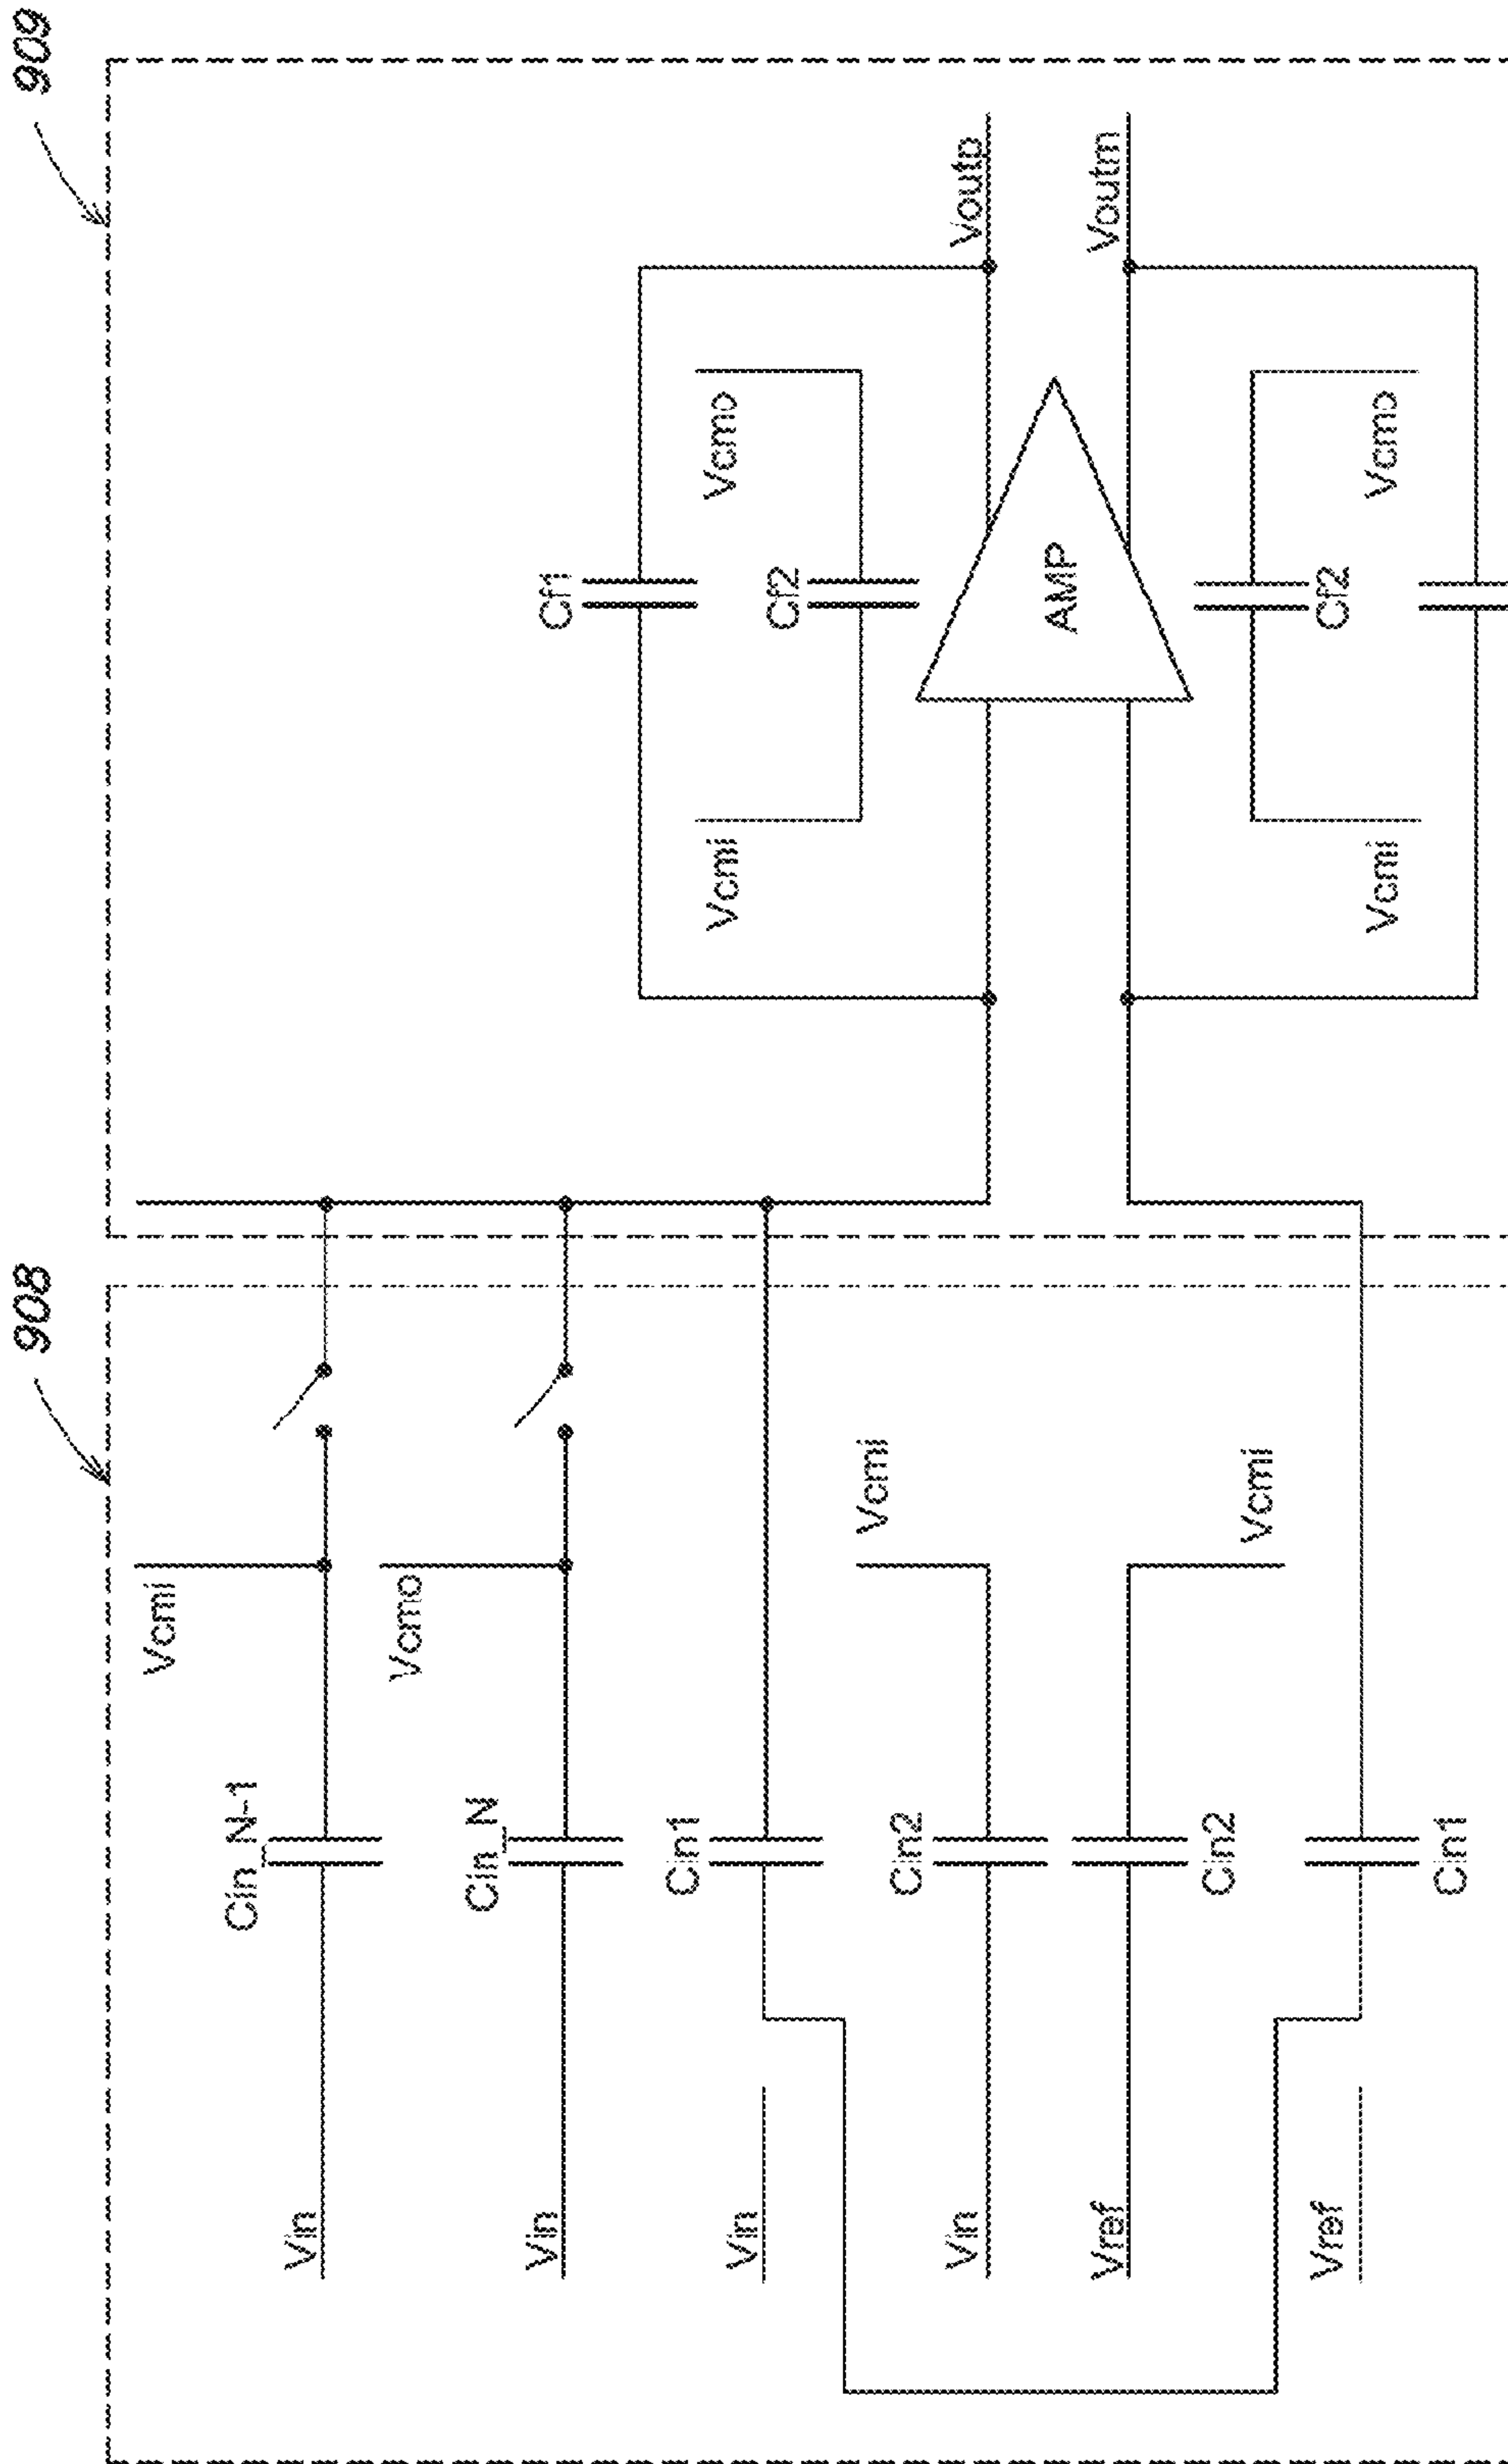 908
909
Vin
Cin_N-1
Vcmi
Vin
Cin_N
Vcmo
Vin
Cin1
Vin
Cin2
Vcmi
Vref
Cin2
Vcmi
Vref
Cin1
Cf1
Vcmi
Cf2
Vcmo
AMP
Voutp
Voutm
Vcmi
Cf2
Vcmo